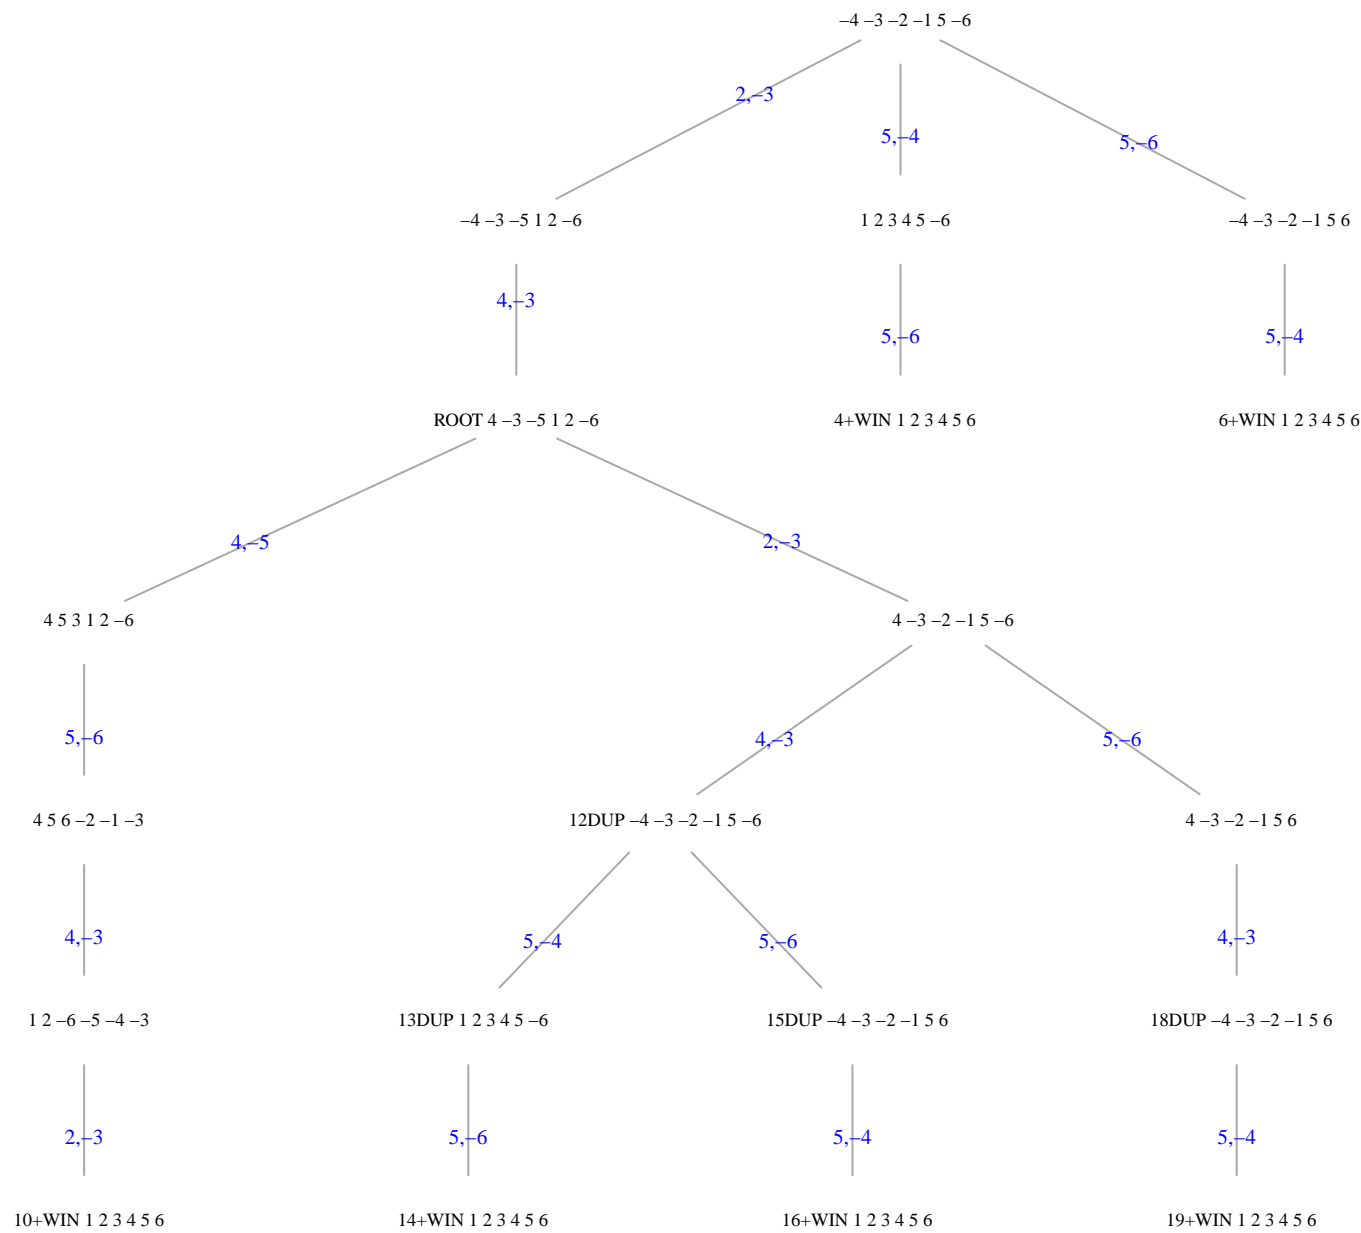 –4 –3 –2 –1 5 –6
2,–3
5,–4
5,–6
–4 –3 –5 1 2 –6
1 2 3 4 5 –6
–4 –3 –2 –1 5 6
4,–3
5,–6
5,–4
ROOT 4 –3 –5 1 2 –6
4+WIN 1 2 3 4 5 6
6+WIN 1 2 3 4 5 6
4,–5
2,–3
4 5 3 1 2 –6
4 –3 –2 –1 5 –6
5,–6
4,–3
5,–6
4 5 6 –2 –1 –3
12DUP –4 –3 –2 –1 5 –6
4 –3 –2 –1 5 6
4,–3
5,–4
5,–6
4,–3
1 2 –6 –5 –4 –3
13DUP 1 2 3 4 5 –6
15DUP –4 –3 –2 –1 5 6
18DUP –4 –3 –2 –1 5 6
2,–3
5,–6
5,–4
5,–4
10+WIN 1 2 3 4 5 6
14+WIN 1 2 3 4 5 6
16+WIN 1 2 3 4 5 6
19+WIN 1 2 3 4 5 6